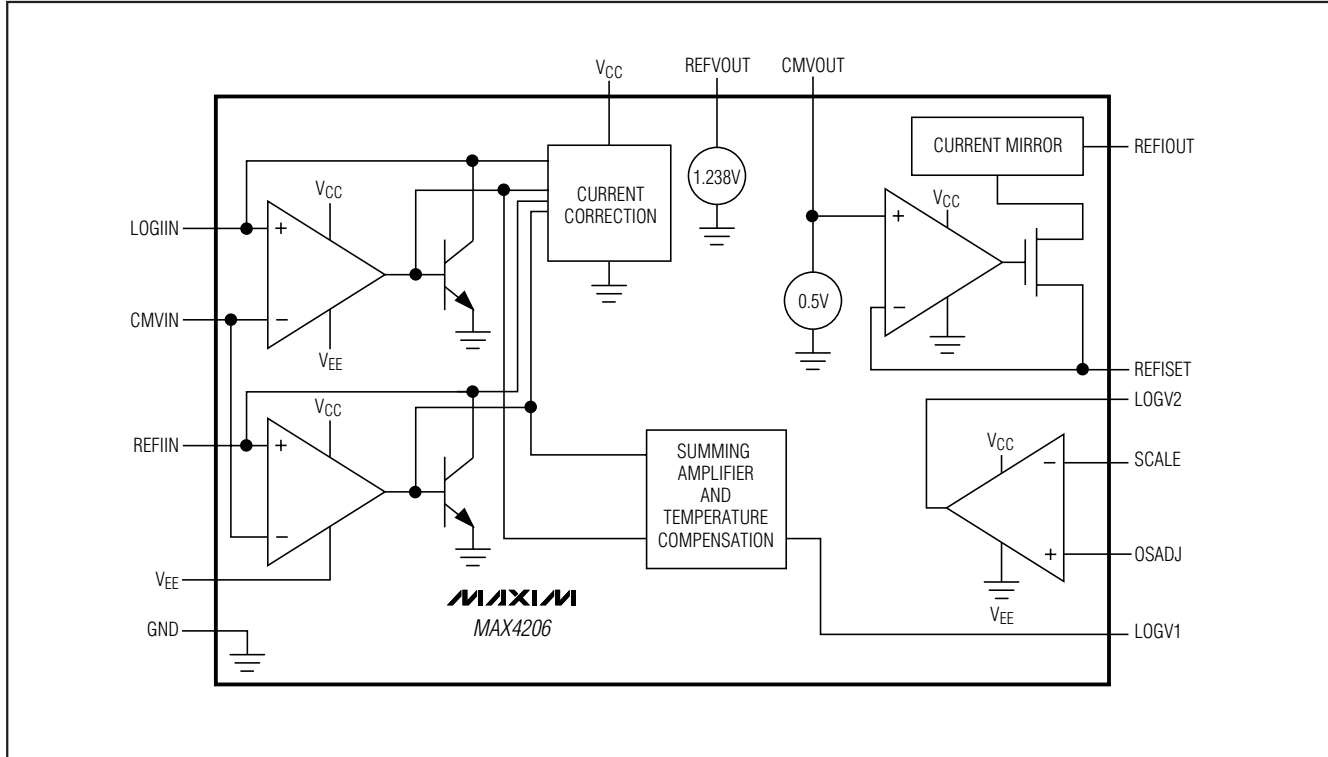 VCC
REFVOUT
CMVOUT
CURRENT MIRROR
REFIOUT
1.238V
CURRENT
CORRECTION
VCC
LOGIIN
+
VCC
+
0.5V
CMVIN
−
−
VEE
REFISET
LOGV2
VCC
REFIIN
+
SUMMING
AMPLIFIER
AND
TEMPERATURE
COMPENSATION
VCC
−
SCALE
−
+
OSADJ
VEE
MAXIM
MAX4206
VEE
GND
LOGV1